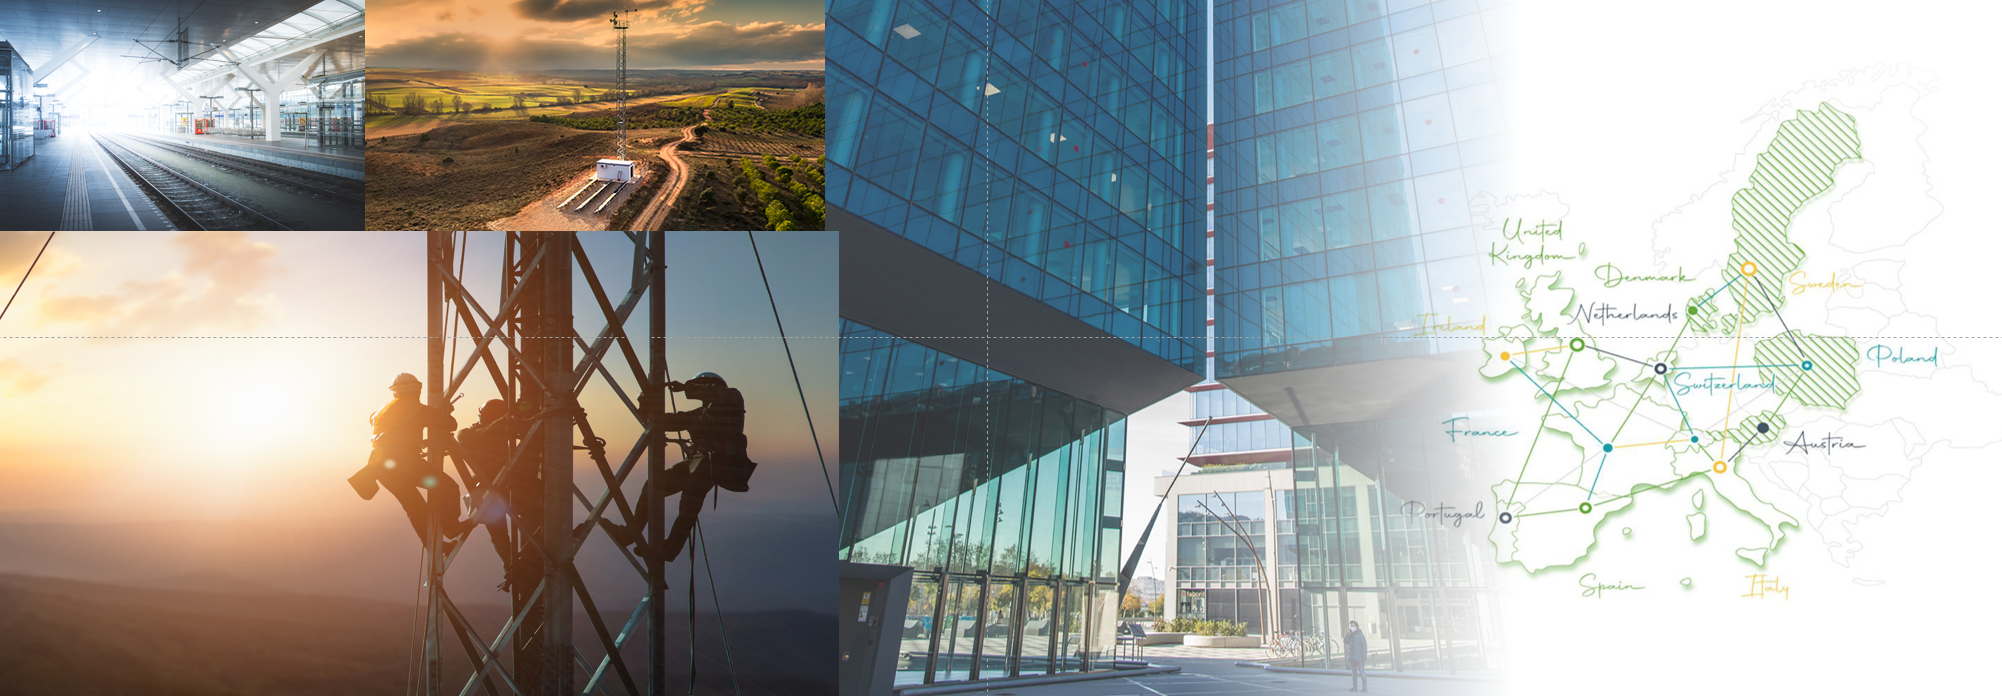 United
Kingdom
Denmark
Sweden
Netherlands
Ireland
Poland
Switzerland
France
Austria
Portugal
Spain
Italy